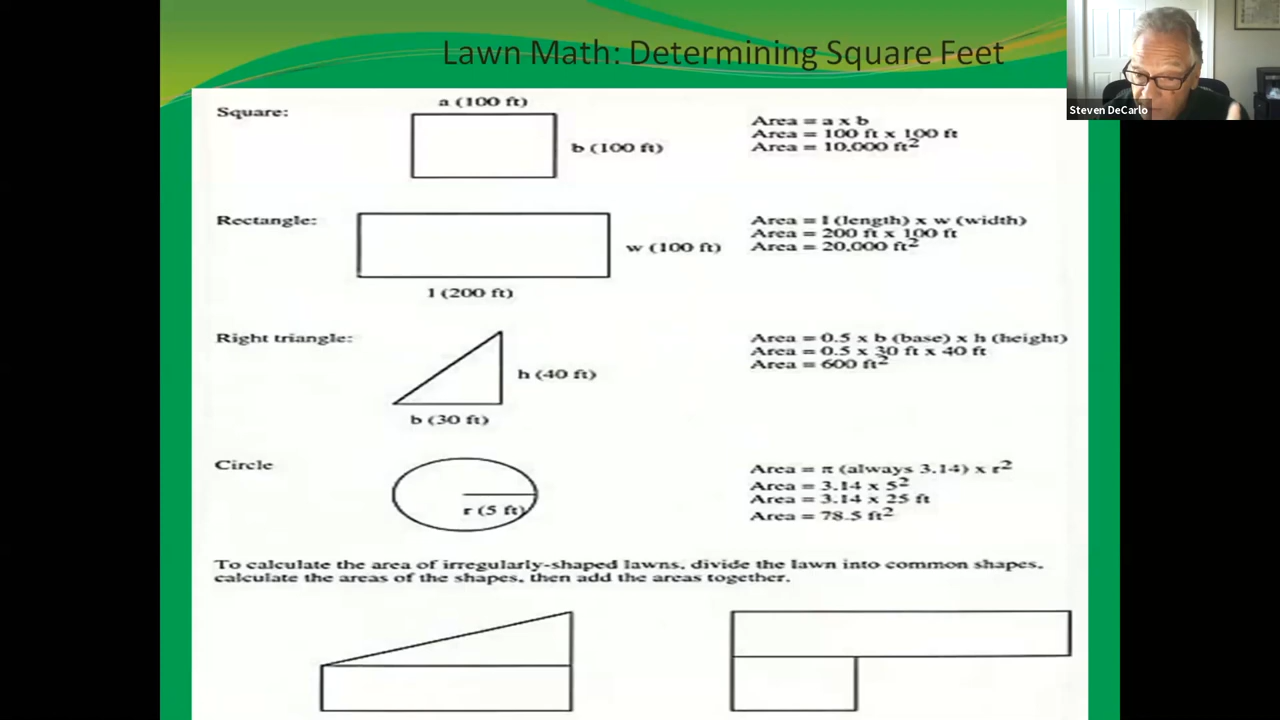 Lawn Math: Determining Square Feet
Steven DeCarlo
Square:
a (100 ft)
b (100 ft)
Area = a x b
Area = 100 ft x 100 ft
Area = 10,000 ft²
Rectangle:
w (100 ft)
l (200 ft)
Area = l (length) x w (width)
Area = 200 ft x 100 ft
Area = 20,000 ft²
Right triangle:
h (40 ft)
b (30 ft)
Area = 0.5 x b (base) x h (height)
Area = 0.5 x 30 ft x 40 ft
Area = 600 ft²
Circle
r (5 ft)
Area = π (always 3.14) x r²
Area = 3.14 x 5²
Area = 3.14 x 25 ft
Area = 78.5 ft²
To calculate the area of irregularly-shaped lawns, divide the lawn into common shapes,
calculate the areas of the shapes, then add the areas together.